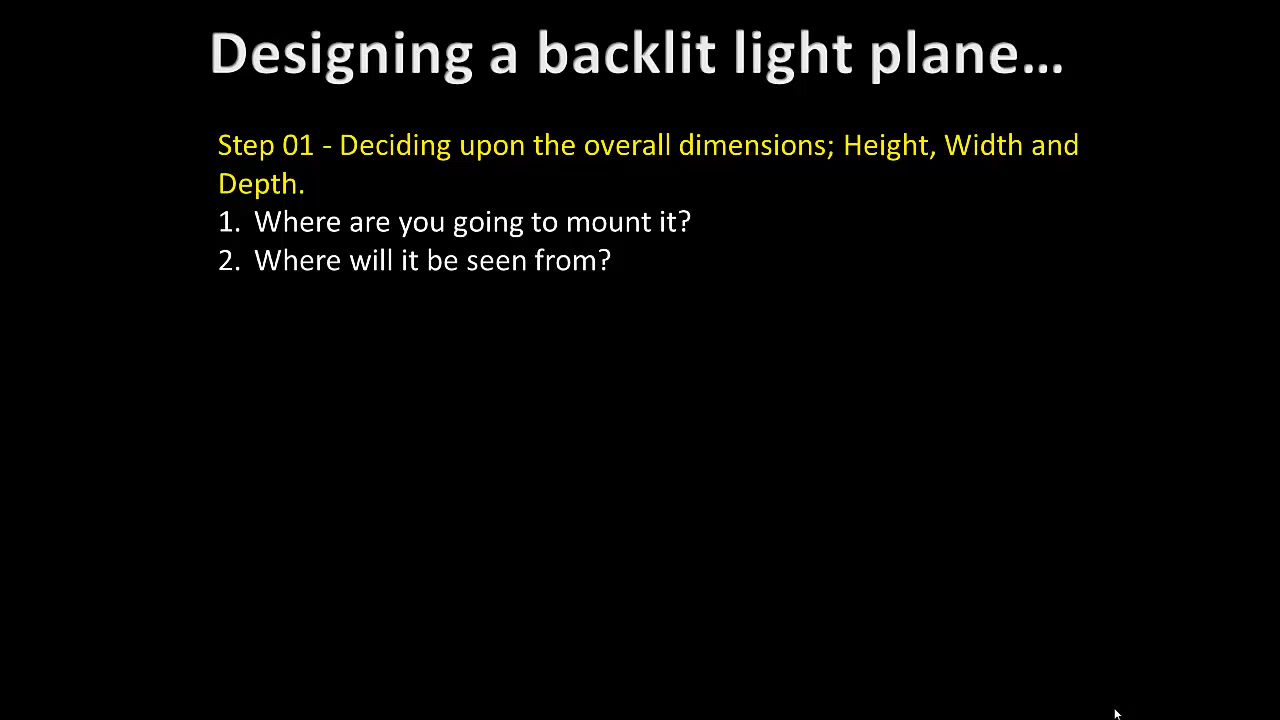 Designing a backlit light plane…
Step 01 - Deciding upon the overall dimensions; Height, Width and
Depth.
1. Where are you going to mount it?
2. Where will it be seen from?